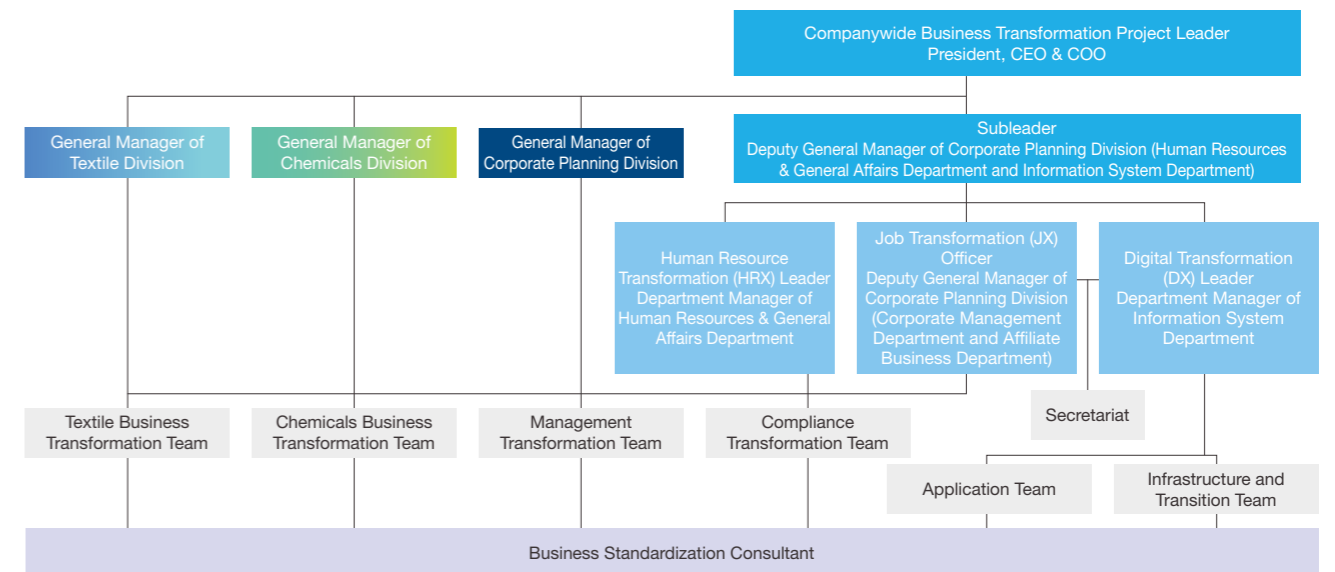 Companywide Business Transformation Project Leader
President, CEO & COO
General Manager of
Textile Division
General Manager of
Chemicals Division
General Manager of
Corporate Planning Division
Subleader
Deputy General Manager of Corporate Planning Division (Human Resources
& General Affairs Department and Information System Department)
Human Resource
Transformation (HRX) Leader
Department Manager of
Human Resources & General
Affairs Department
Job Transformation (JX)
Officer
Deputy General Manager of
Corporate Planning Division
(Corporate Management
Department and Affiliate
Business Department)
Digital Transformation
(DX) Leader
Department Manager of
Information System
Department
Textile Business
Transformation Team
Chemicals Business
Transformation Team
Management
Transformation Team
Compliance
Transformation Team
Secretariat
Application Team
Infrastructure and
Transition Team
Business Standardization Consultant